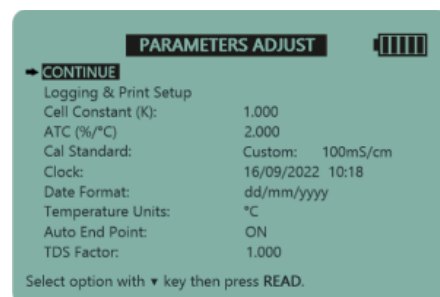 PARAMETERS ADJUST
CONTINUE
Logging & Print Setup
Cell Constant (K): 1.000
ATC (%/°C) 2.000
Cal Standard: Custom: 100mS/cm
Clock: 16/09/2022 10:18
Date Format: dd/mm/yyyy
Temperature Units: °C
Auto End Point: ON
TDS Factor: 1.000
Select option with ▼ key then press READ.